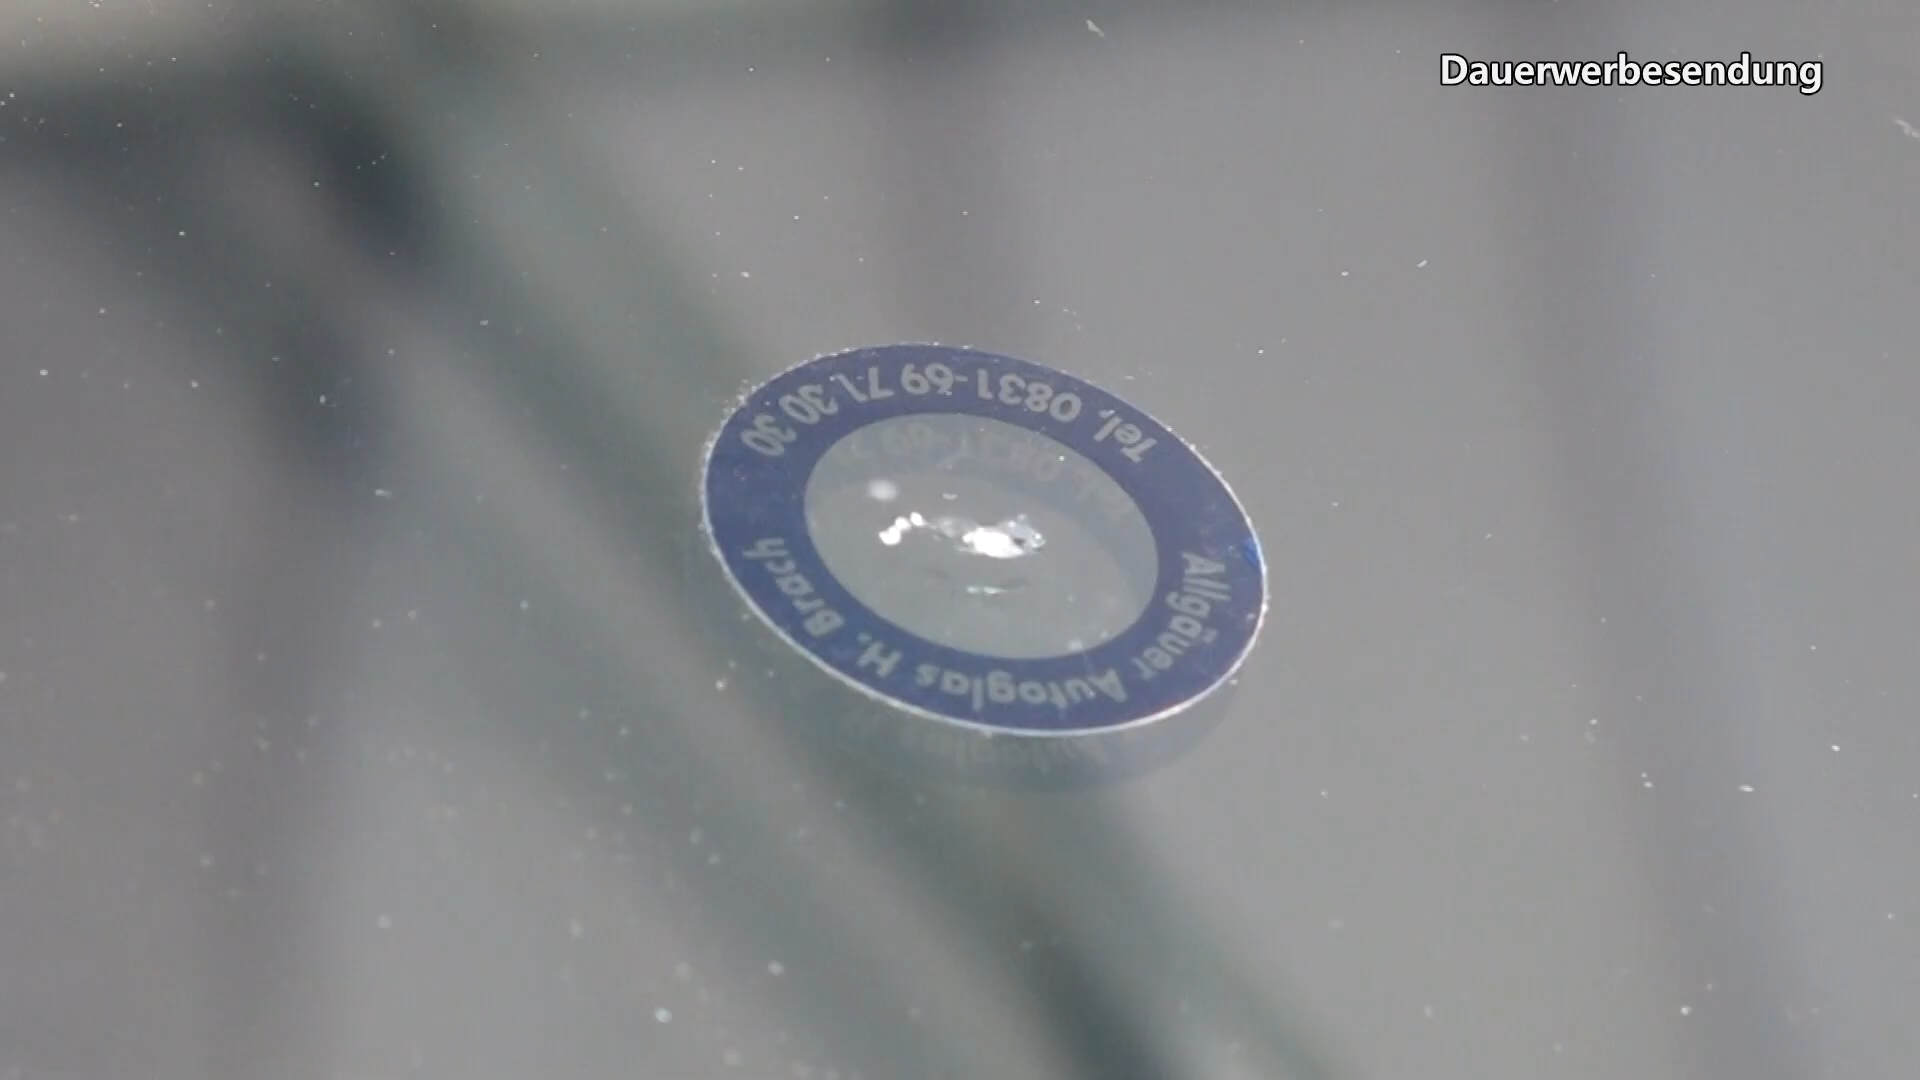 Dauerwerbesendung
Tel. 0831-69 71 30 30
Allgäuer Autoglas H. Brach